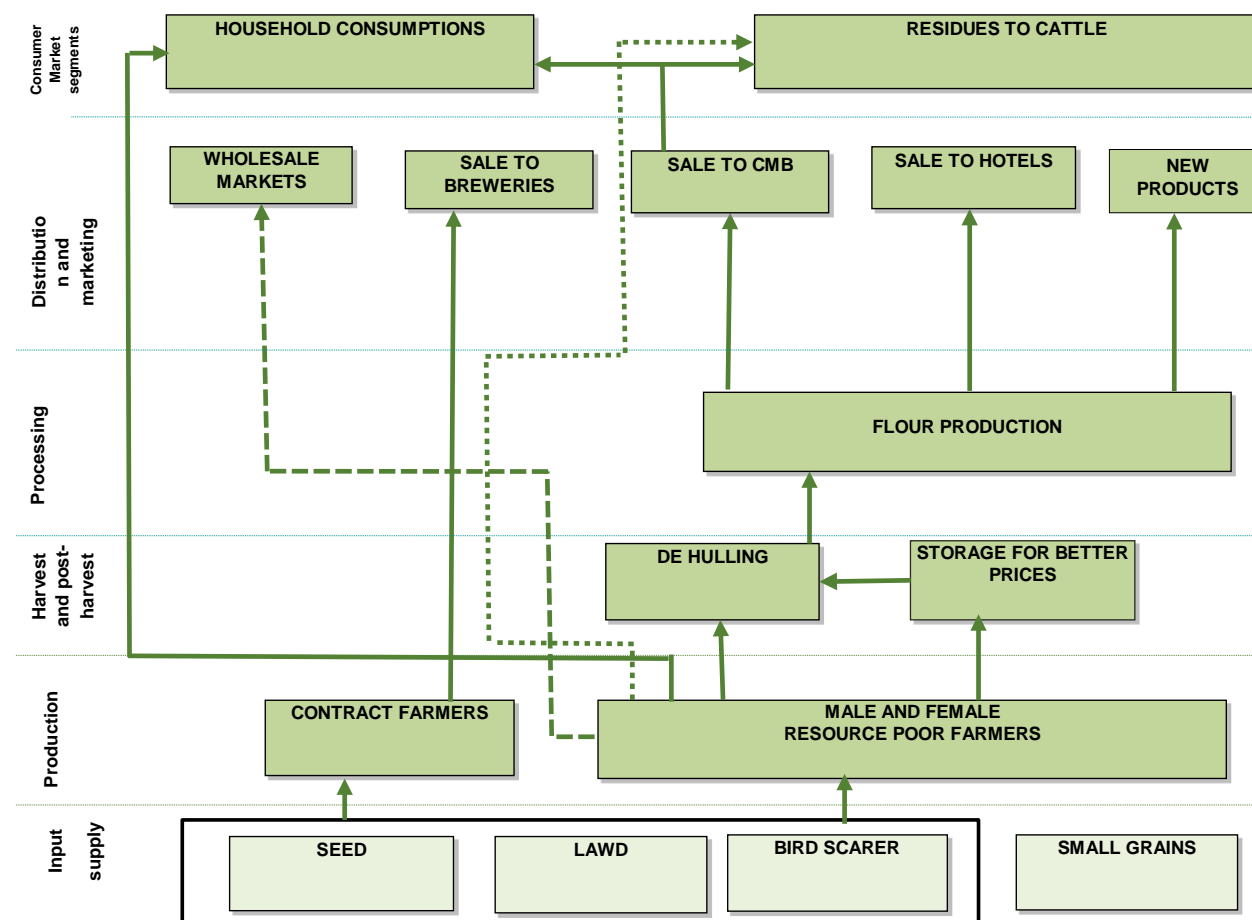 Consumer
Market
segments
HOUSEHOLD CONSUMPTIONS
RESIDUES TO CATTLE
Distributio
n and
marketing
WHOLESALE
MARKETS
SALE TO
BREWERIES
SALE TO CMB
SALE TO HOTELS
NEW
PRODUCTS
Processing
FLOUR PRODUCTION
Harvest
and post-
harvest
DE HULLING
STORAGE FOR BETTER
PRICES
Production
CONTRACT FARMERS
MALE AND FEMALE
RESOURCE POOR FARMERS
Input
supply
SEED
LAWD
BIRD SCARER
SMALL GRAINS